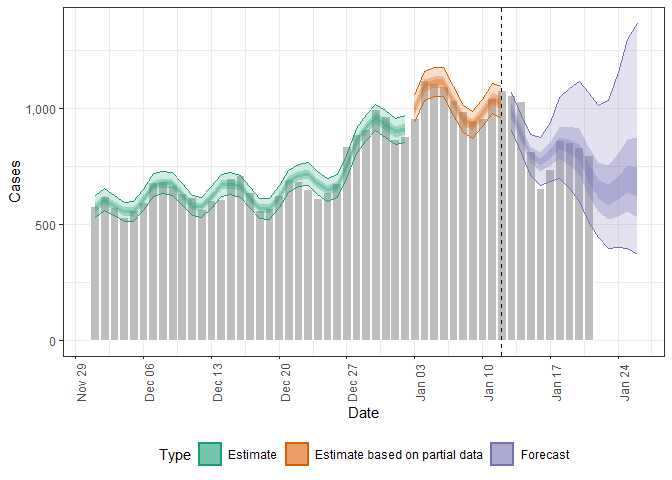 Cases
1,000
500
0
Nov 29
Dec 06
Dec 13
Dec 20
Dec 27
Jan 03
Jan 10
Jan 17
Jan 24
Date
Type Estimate Estimate based on partial data Forecast